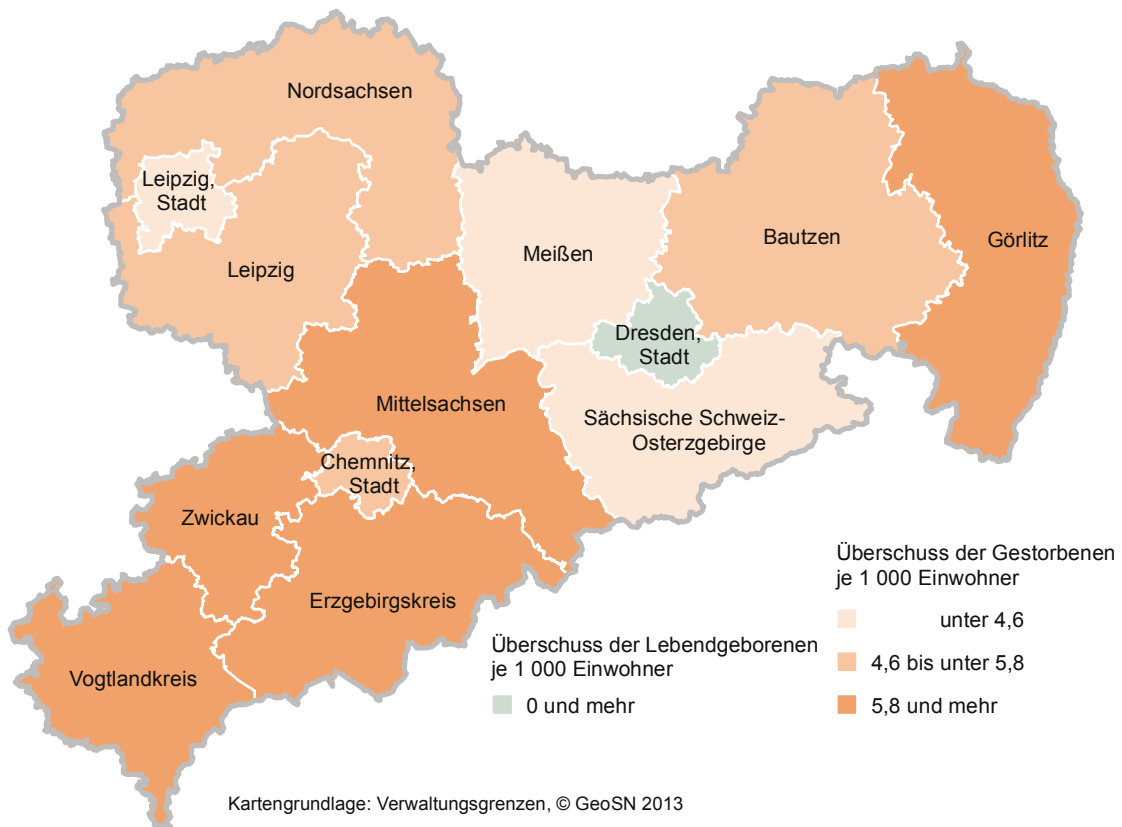 Nordsachsen
Leipzig,
Stadt
Leipzig
Meißen
Bautzen
Görlitz
Dresden,
Stadt
Mittelsachsen
Sächsische Schweiz-
Osterzgebirge
Chemnitz,
Stadt
Zwickau
Erzgebirgskreis
Vogtlandkreis
Überschuss der Lebendgeborenen
je 1 000 Einwohner
0 und mehr
Überschuss der Gestorbenen
je 1 000 Einwohner
unter 4,6
4,6 bis unter 5,8
5,8 und mehr
Kartengrundlage: Verwaltungsgrenzen, © GeoSN 2013